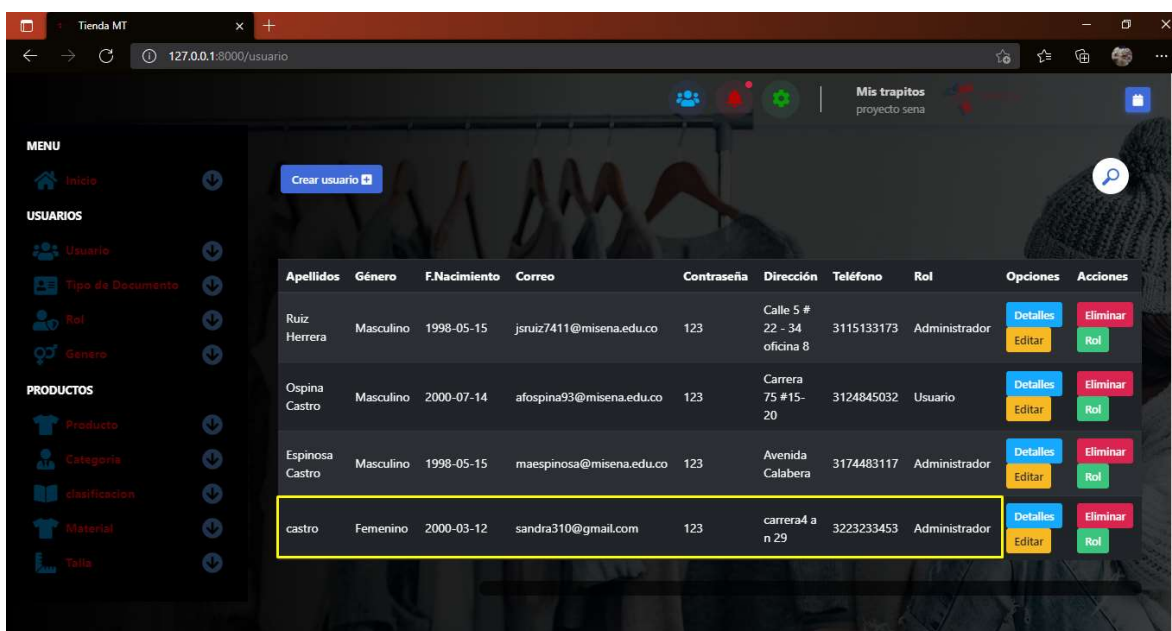 Tienda MT
127.0.0.1:8000/usuario
Mis trapitos
proyecto sena
MENU
Inicio
USUARIOS
Usuario
Tipo de Documento
Rol
Genero
PRODUCTOS
Producto
Categoria
clasificacion
Material
Talla
Crear usuario
Apellidos Género F.Nacimiento Correo Contraseña Dirección Teléfono Rol Opciones Acciones
Ruiz Herrera Masculino 1998-05-15 jsruiz7411@misena.edu.co 123 Calle 5 # 22 - 34 oficina 8 3115133173 Administrador Detalles Editar Eliminar Rol
Ospina Castro Masculino 2000-07-14 afospina93@misena.edu.co 123 Carrera 75 #15-20 3124845032 Usuario Detalles Editar Eliminar Rol
Espinosa Castro Masculino 1998-05-15 maespinosa@misena.edu.co 123 Avenida Calabera 3174483117 Administrador Detalles Editar Eliminar Rol
castro Femenino 2000-03-12 sandra310@gmail.com 123 carrera4 a n 29 3223233453 Administrador Detalles Editar Eliminar Rol